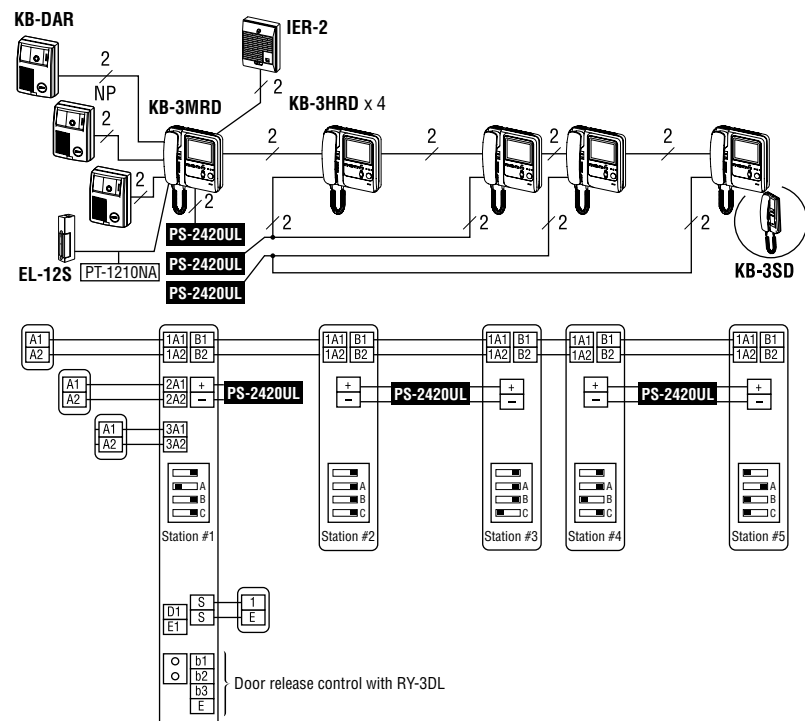 KB-DAR
IER-2
2
NP
2
KB-3MRD
KB-3HRD x 4
2
2
2
2
2
2
2
2
2
2
2
PS-2420UL
PS-2420UL
PS-2420UL
EL-12S
PT-1210NA
KB-3SD
A1 1A1 B1 1A1 B1 1A1 B1 1A1 B1 1A1 B1
A2 1A2 B2 1A2 B2 1A2 B2 1A2 B2 1A2 B2
A1 2A1 + + + + +
PS-2420UL PS-2420UL PS-2420UL
A2 2A2 – – – – –
A1 3A1
A2 3A2
A A A A A
B B B B B
C C C C C
Station #1 Station #2 Station #3 Station #4 Station #5
S 1
D1
S E
E1
b1
b2
Door release control with RY-3DL
b3
E